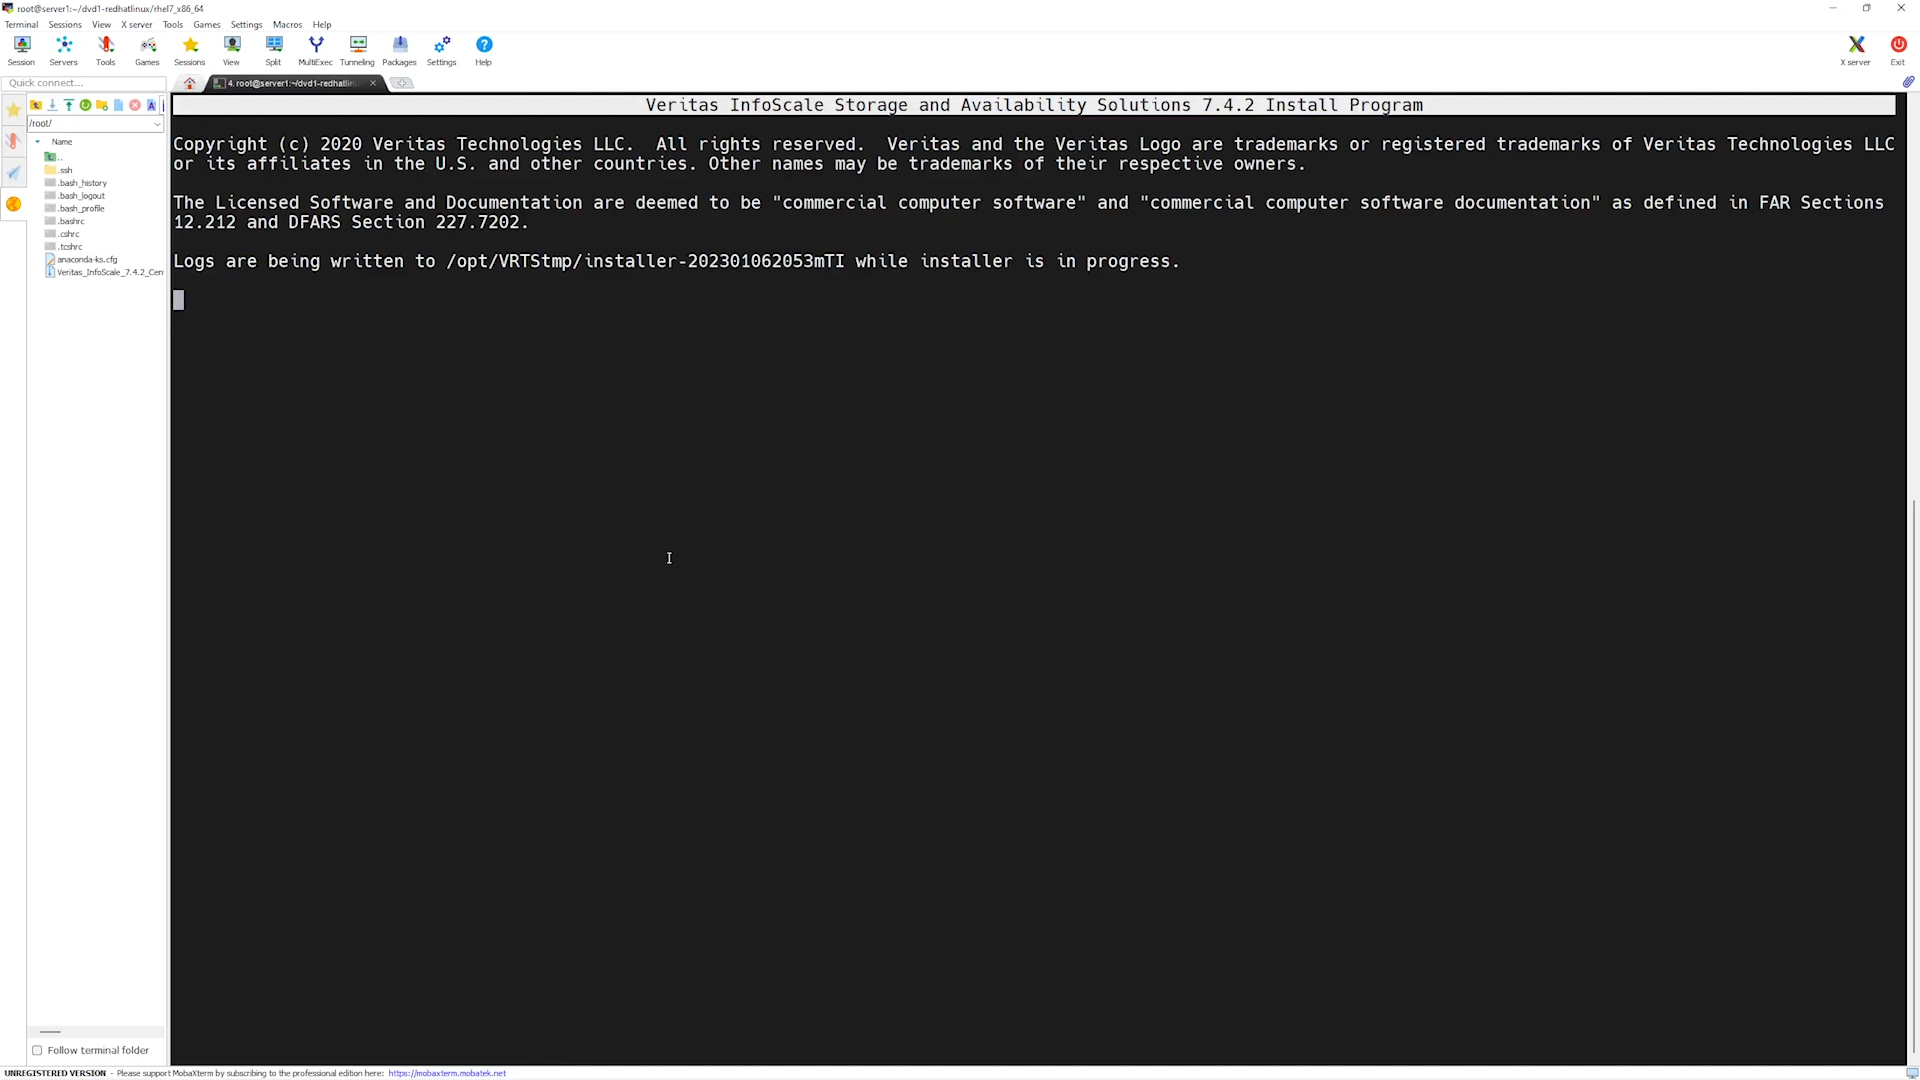 root@server1:~/dvd1-redhatlinux/rhel7_x86_64
Terminal Sessions View X server Tools Games Settings Macros Help
Session Servers Tools Games Sessions View Split MultiExec Tunneling Packages Settings Help X server Exit
Quick connect...
4. root@server1:~/dvd1-redhatlin
/root/
Name
..
.ssh
.bash_history
.bash_logout
.bash_profile
.bashrc
.cshrc
.tcshrc
anaconda-ks.cfg
Veritas_InfoScale_7.4.2_Cen
Follow terminal folder
Veritas InfoScale Storage and Availability Solutions 7.4.2 Install Program
Copyright (c) 2020 Veritas Technologies LLC.  All rights reserved.  Veritas and the Veritas Logo are trademarks or registered trademarks of Veritas Technologies LLC
or its affiliates in the U.S. and other countries. Other names may be trademarks of their respective owners.
The Licensed Software and Documentation are deemed to be "commercial computer software" and "commercial computer software documentation" as defined in FAR Sections
12.212 and DFARS Section 227.7202.
Logs are being written to /opt/VRTStmp/installer-202301062053mTI while installer is in progress.
UNREGISTERED VERSION - Please support MobaXterm by subscribing to the professional edition here: https://mobaxterm.mobatek.net